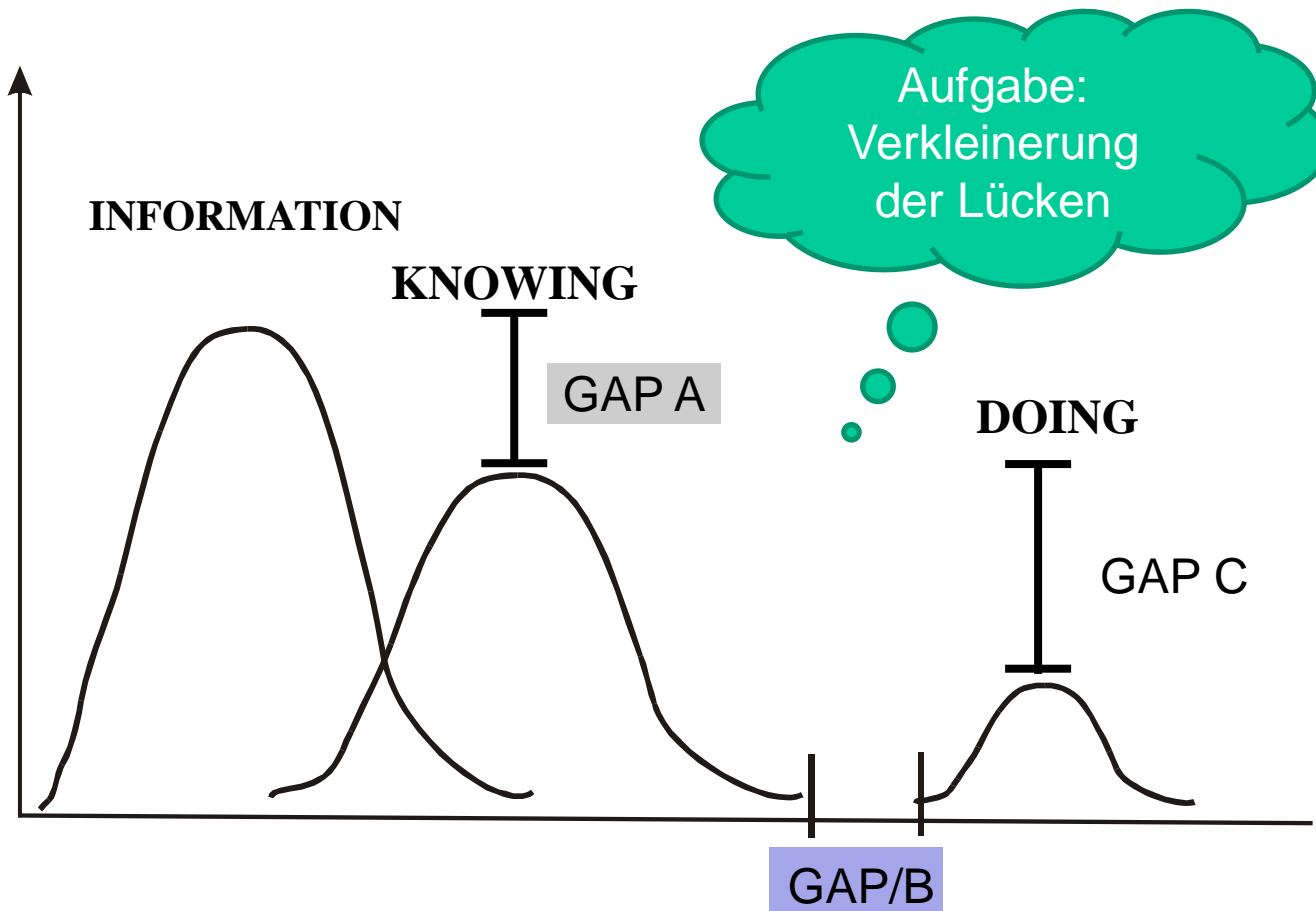 Aufgabe:
Verkleinerung
der Lücken
INFORMATION
KNOWING
GAP A
DOING
GAP C
GAP/B